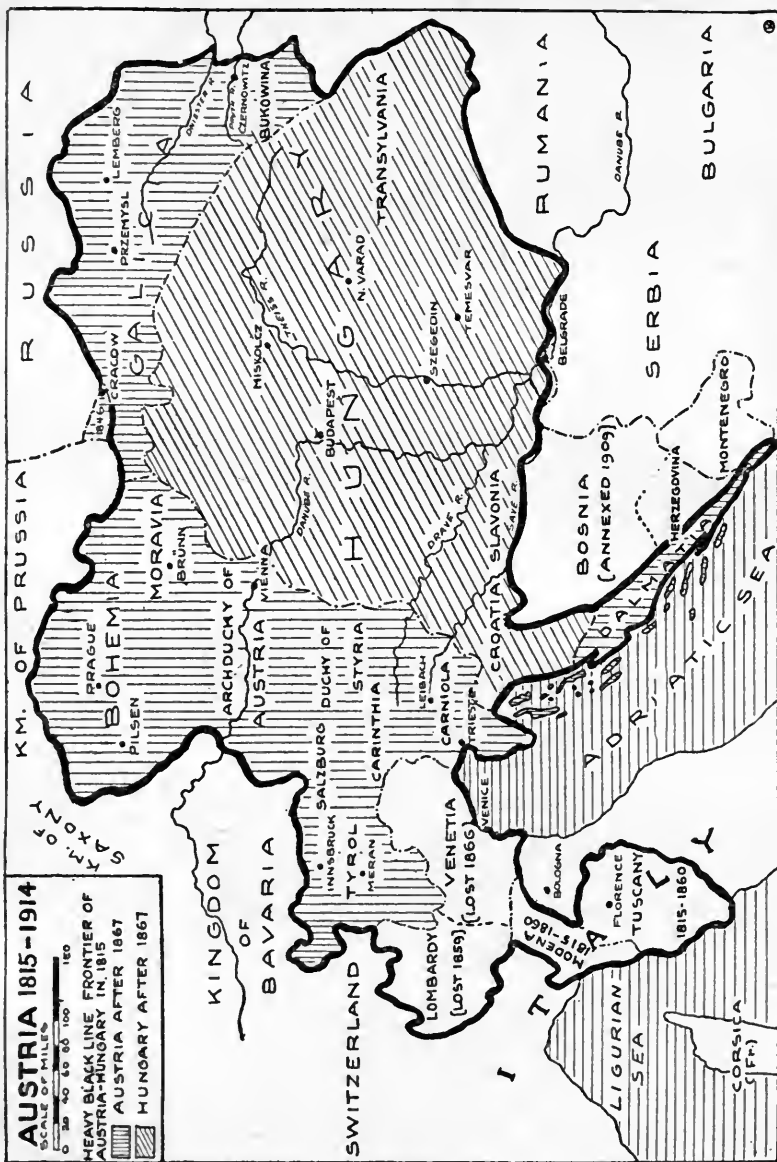 AUSTRIA 1815-1914
SCALE OF MILES
0 20 40 60 80 100 150
HEAVY BLACK LINE FRONTIER OF
AUSTRIA-HUNGARY IN 1815
AUSTRIA AFTER 1867
HUNGARY AFTER 1867
KM. OF PRUSSIA
RUSSIA
KM. OF
SAXONY
KINGDOM
OF
BAVARIA
SWITZERLAND
PRAGUE
BOHEMIA
PILSEN
MORAVIA
BRÜNN
1846
CRACOW
GALICIA
PRZEMYSL
LEMBERG
DNIESTER R.
PRUTH R.
CZERNOWITZ
BUKOWINA
ARCHDUCHY OF
AUSTRIA
VIENNA
DANUBE R.
SALZBURG
INNSBRUCK
TYROL
MERAN
DUCHY OF
STYRIA
CARINTHIA
LEIBACH
CARNIOLA
TRIESTE
HUNGARY
MISKOLCZ
THEISS R.
BUDAPEST
N. VARAD
SZEGEDIN
TEMESVAR
TRANSYLVANIA
DRAVE R.
CROATIA
SLAVONIA
SAVE R.
BELGRADE
RUMANIA
DANUBE R.
BULGARIA
SERBIA
BOSNIA
[ANNEXED 1909]
HERZEGOVINA
MONTENEGRO
DALMATIA
ADRIATIC SEA
VENETIA
[LOST 1866]
VENICE
LOMBARDY
[LOST 1859]
MODENA
1815-1860
BOLOGNA
FLORENCE
TUSCANY
1815-1860
ITALY
LIGURIAN
SEA
CORSICA
(Fr.)